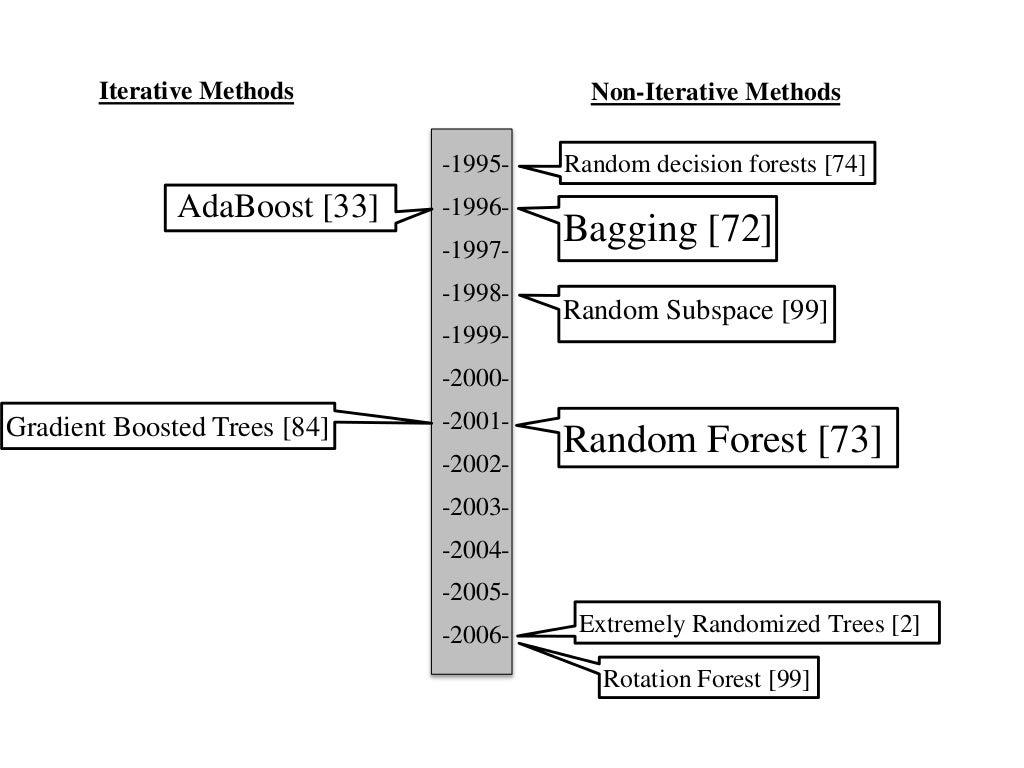 Iterative Methods
Non-Iterative Methods
-1995-
Random decision forests [74]
AdaBoost [33]
-1996-
Bagging [72]
-1997-
-1998-
Random Subspace [99]
-1999-
-2000-
Gradient Boosted Trees [84]
-2001-
Random Forest [73]
-2002-
-2003-
-2004-
-2005-
-2006-
Extremely Randomized Trees [2]
Rotation Forest [99]